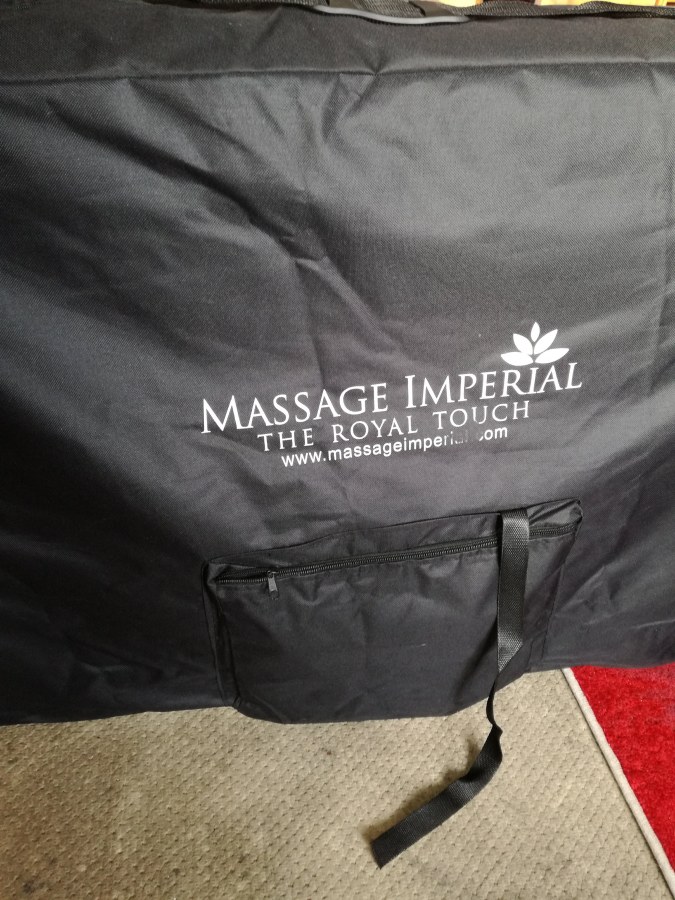 MASSAGE IMPERIAL
THE ROYAL TOUCH
www.massageimperial.com